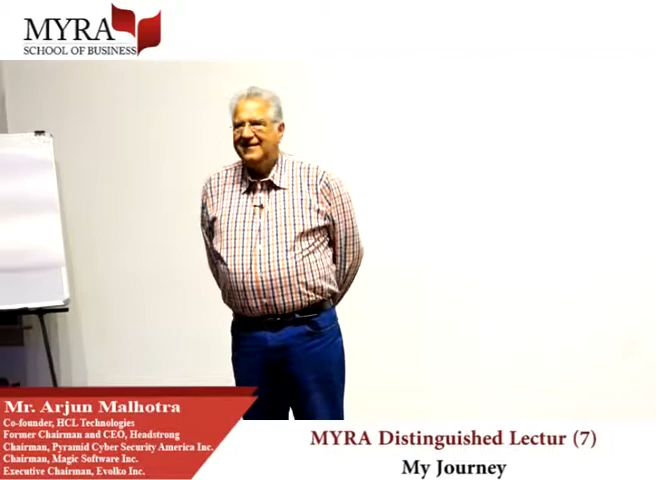 MYRA
SCHOOL OF BUSINESS
Mr. Arjun Malhotra
Co-founder, HCL Technologies
Former Chairman and CEO, Headstrong
Chairman, Pyramid Cyber Security America Inc.
Chairman, Magic Software Inc.
Executive Chairman, Evolko Inc.
MYRA Distinguished Lectur (7)
My Journey